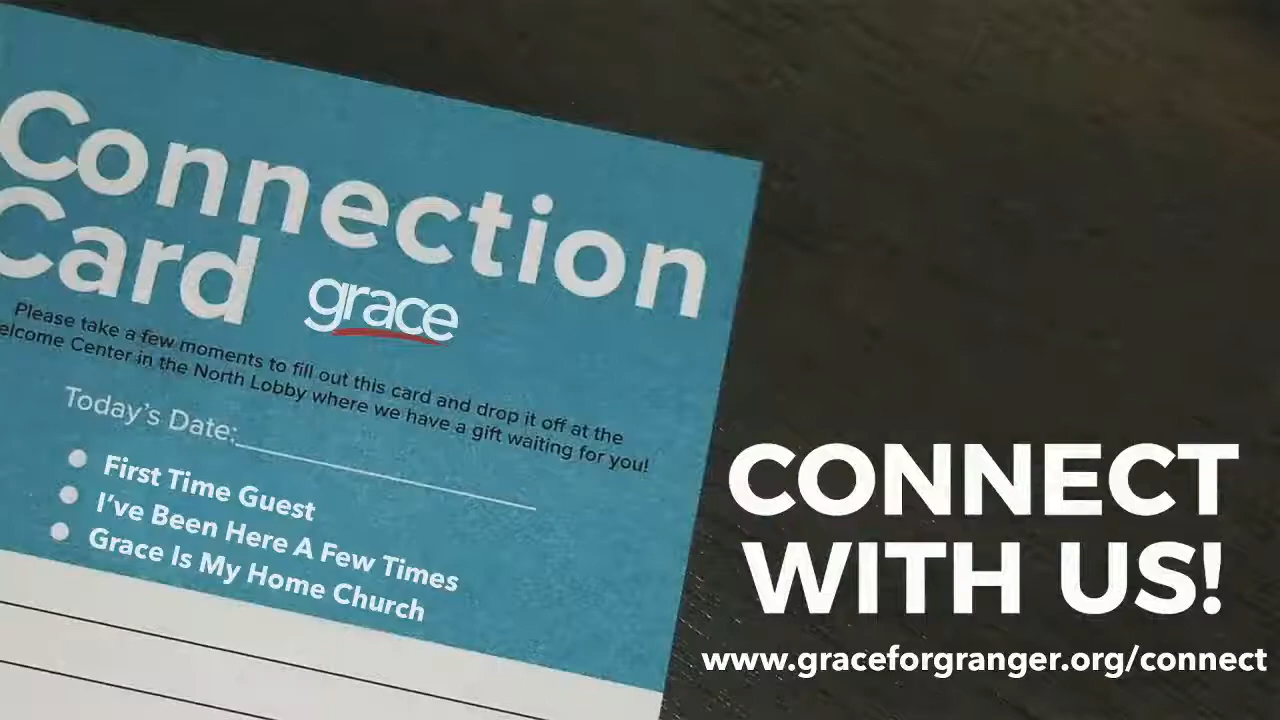 Connection
Card
grace
Please take a few moments to fill out this card and drop it off at the
elcome Center in the North Lobby where we have a gift waiting for you!
Today's Date:
First Time Guest
I've Been Here A Few Times
Grace Is My Home Church
CONNECT
WITH US!
www.graceforgranger.org/connect